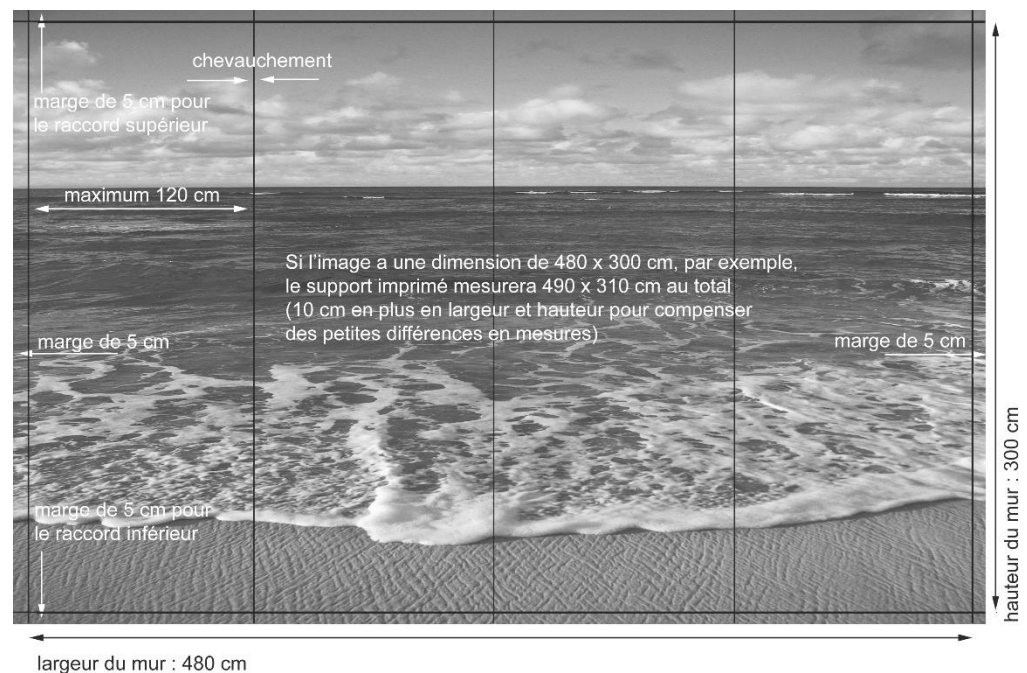 chevauchement
marge de 5 cm pour
le raccord supérieur
maximum 120 cm
Si l'image a une dimension de 480 x 300 cm, par exemple,
le support imprimé mesurera 490 x 310 cm au total
(10 cm en plus en largeur et hauteur pour compenser
des petites différences en mesures)
marge de 5 cm
marge de 5 cm
marge de 5 cm pour
le raccord inférieur
hauteur du mur : 300 cm
largeur du mur : 480 cm